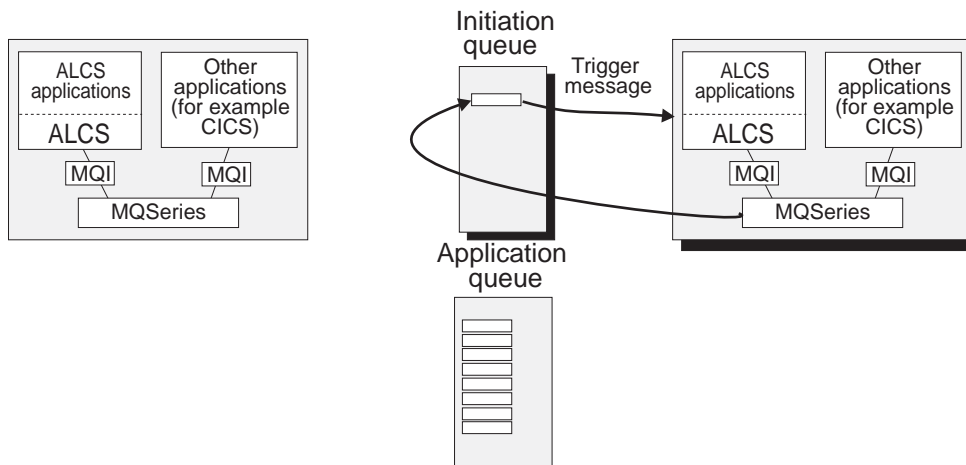 Initiation
queue
ALCS
applications
ALCS
Other
applications
(for example
CICS)
MQI
MQI
MQSeries
Trigger
message
ALCS
applications
ALCS
Other
applications
(for example
CICS)
MQI
MQI
MQSeries
Application
queue